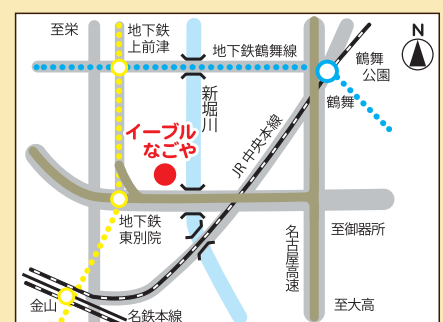 至栄
地下鉄
上前津
地下鉄鶴舞線
鶴舞
公園
N
鶴舞
新堀川
イーブル
なごや
JR中央本線
地下鉄
東別院
名古屋高速
至御器所
至大高
金山
名鉄本線